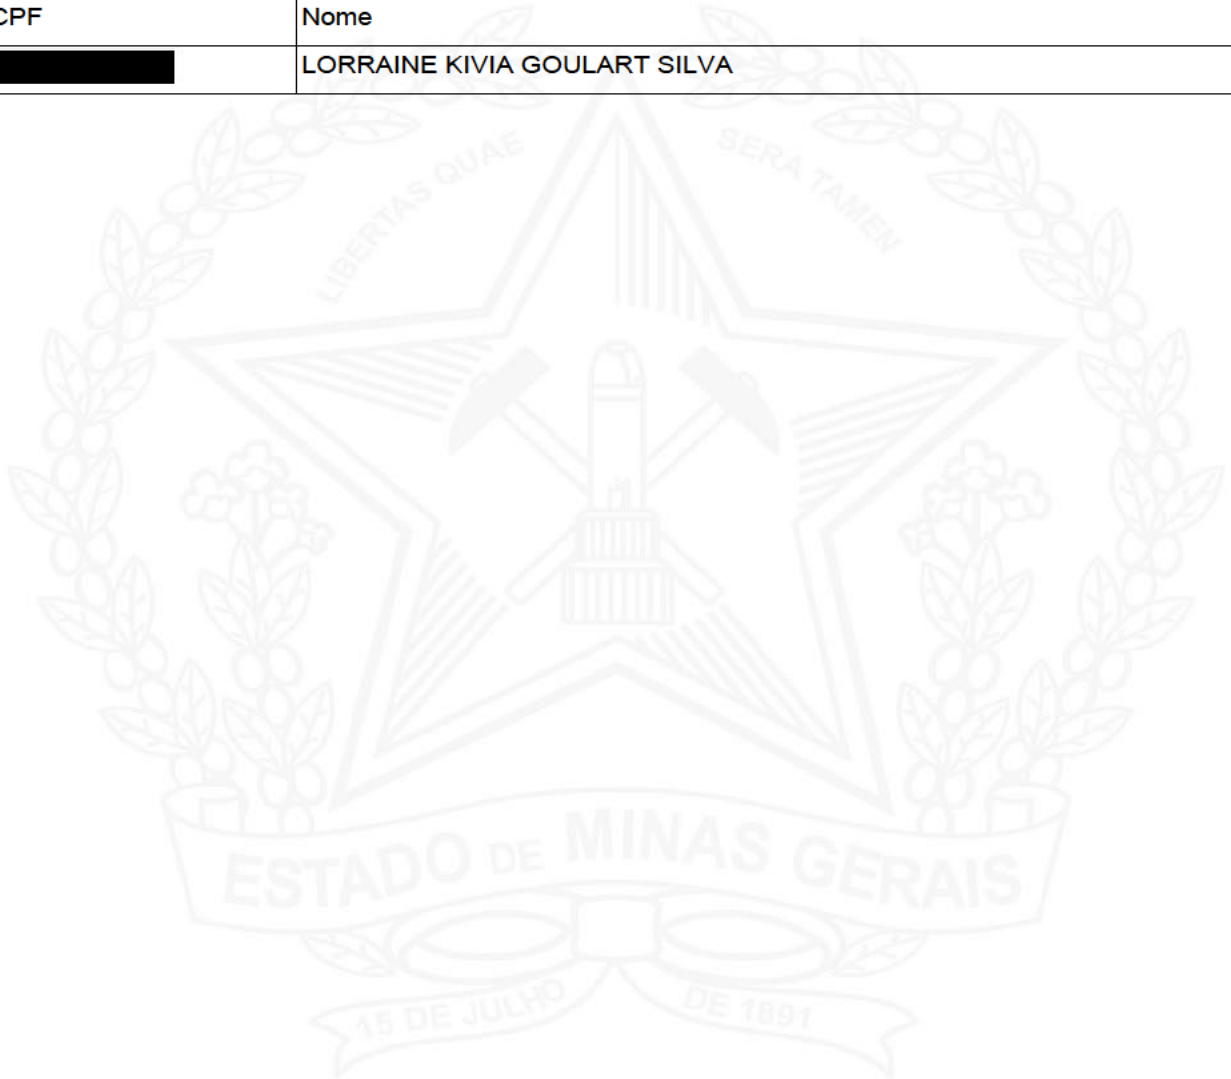 CPF Nome
LORRAINE KIVIA GOULART SILVA
LIBERTAS QUAE SERA TAMEN
ESTADO DE MINAS GERAIS
15 DE JULHO DE 1891